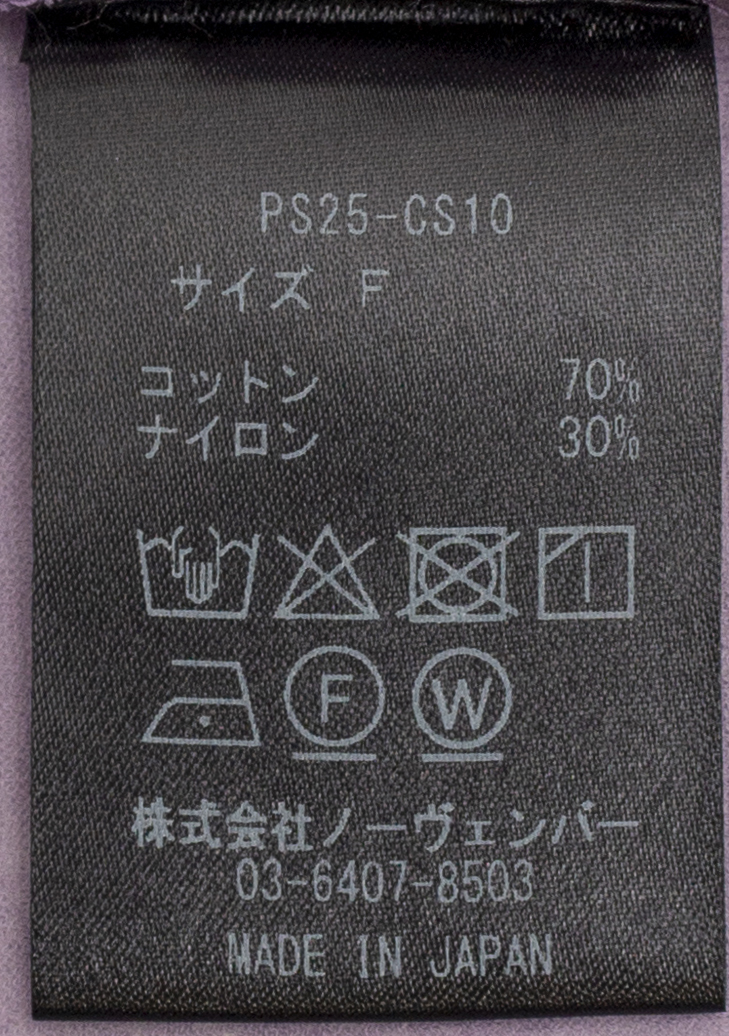 PS25-CS10
サイズ F
コットン 70%
ナイロン 30%
F W
株式会社ノーヴェンバー
03-6407-8503
MADE IN JAPAN